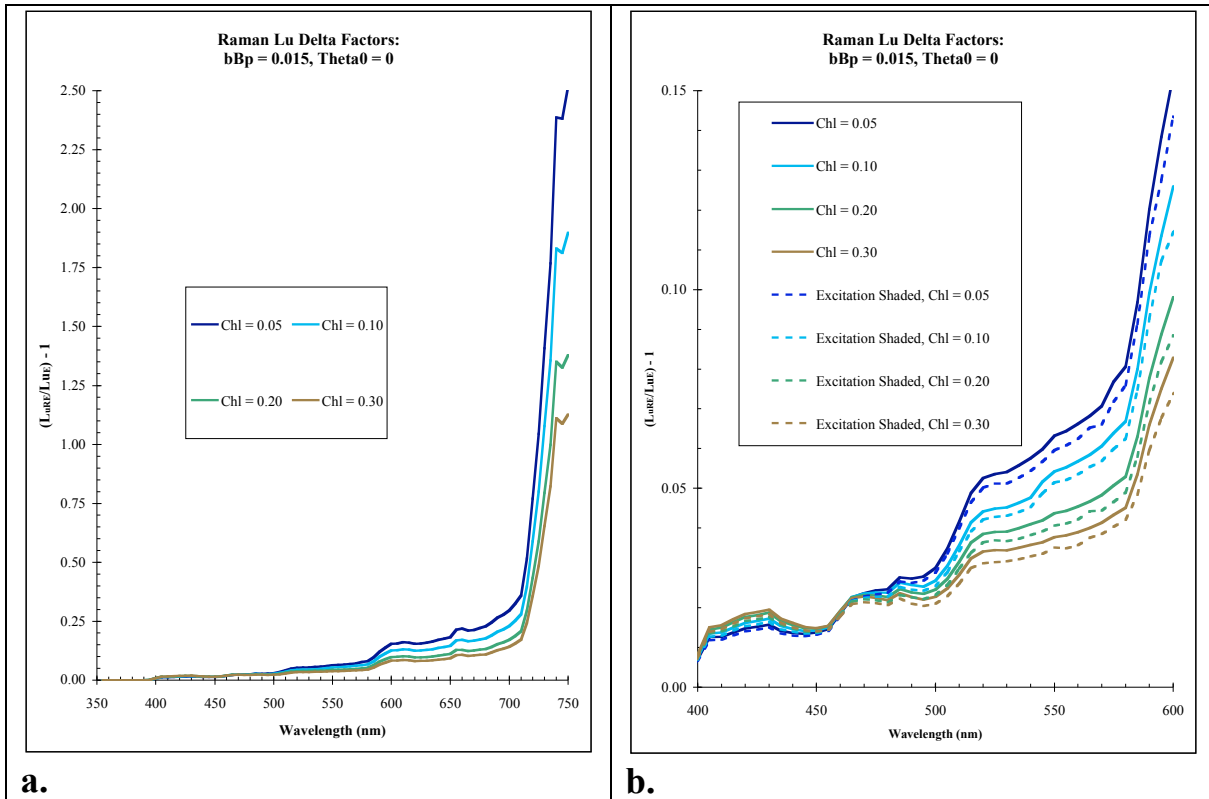 Raman Lu Delta Factors:
bBp = 0.015, Theta0 = 0
2.50
2.25
2.00
1.75
1.50
1.25
1.00
0.75
0.50
0.25
0.00
(LuRE/LuE) - 1
Chl = 0.05
Chl = 0.10
Chl = 0.20
Chl = 0.30
350
400
450
500
550
600
650
700
750
Wavelength (nm)
a.
Raman Lu Delta Factors:
bBp = 0.015, Theta0 = 0
0.15
0.10
0.05
0.00
(LuRE/LuE) - 1
Chl = 0.05
Chl = 0.10
Chl = 0.20
Chl = 0.30
Excitation Shaded, Chl = 0.05
Excitation Shaded, Chl = 0.10
Excitation Shaded, Chl = 0.20
Excitation Shaded, Chl = 0.30
400
450
500
550
600
Wavelength (nm)
b.